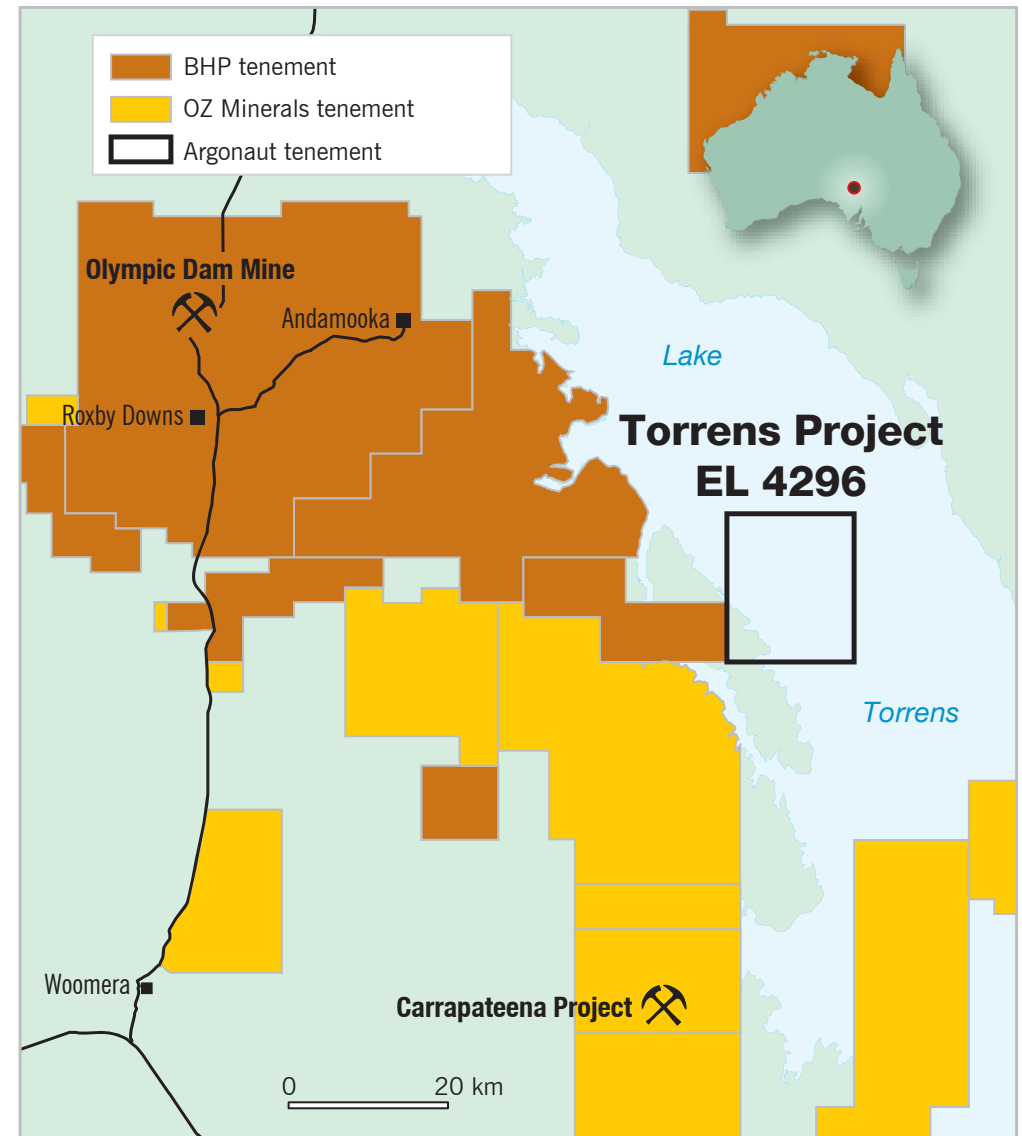 BHP tenement
OZ Minerals tenement
Argonaut tenement
Olympic Dam Mine
Andamooka
Lake
Roxby Downs
Torrens Project
EL 4296
Torrens
Woomera
Carrapateena Project
0 20 km